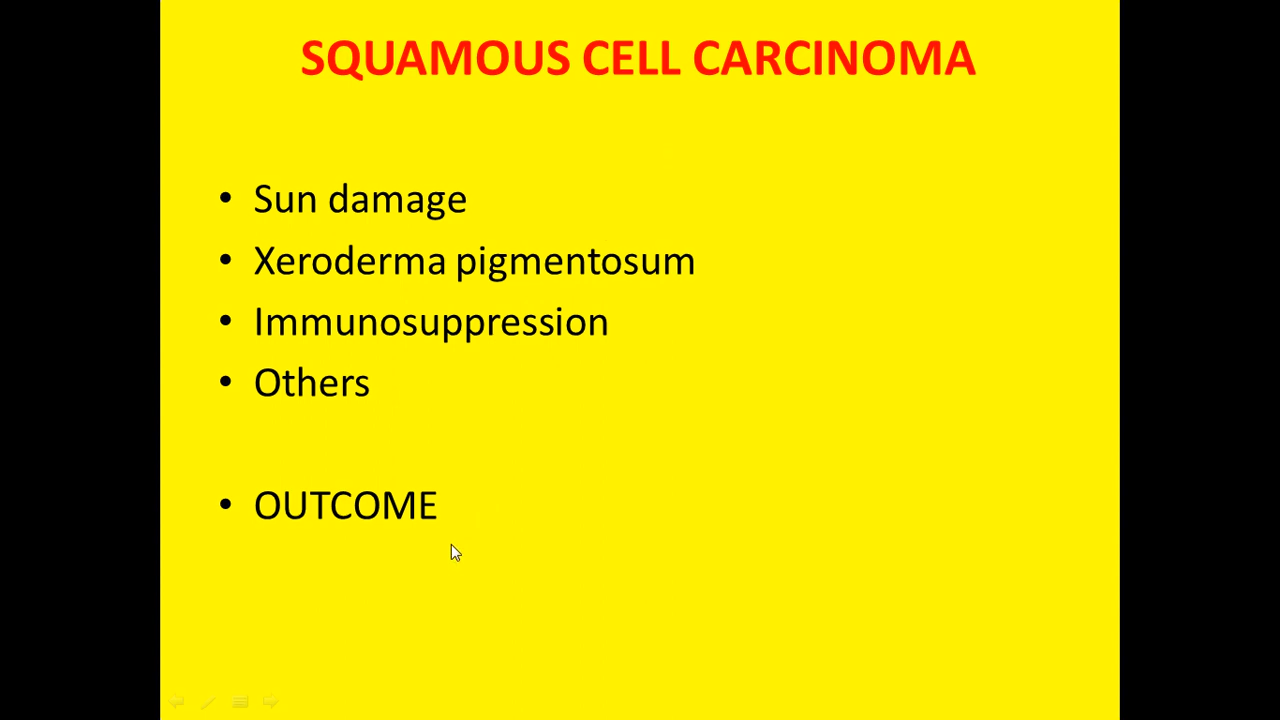 SQUAMOUS CELL CARCINOMA
• Sun damage
• Xeroderma pigmentosum
• Immunosuppression
• Others
• OUTCOME